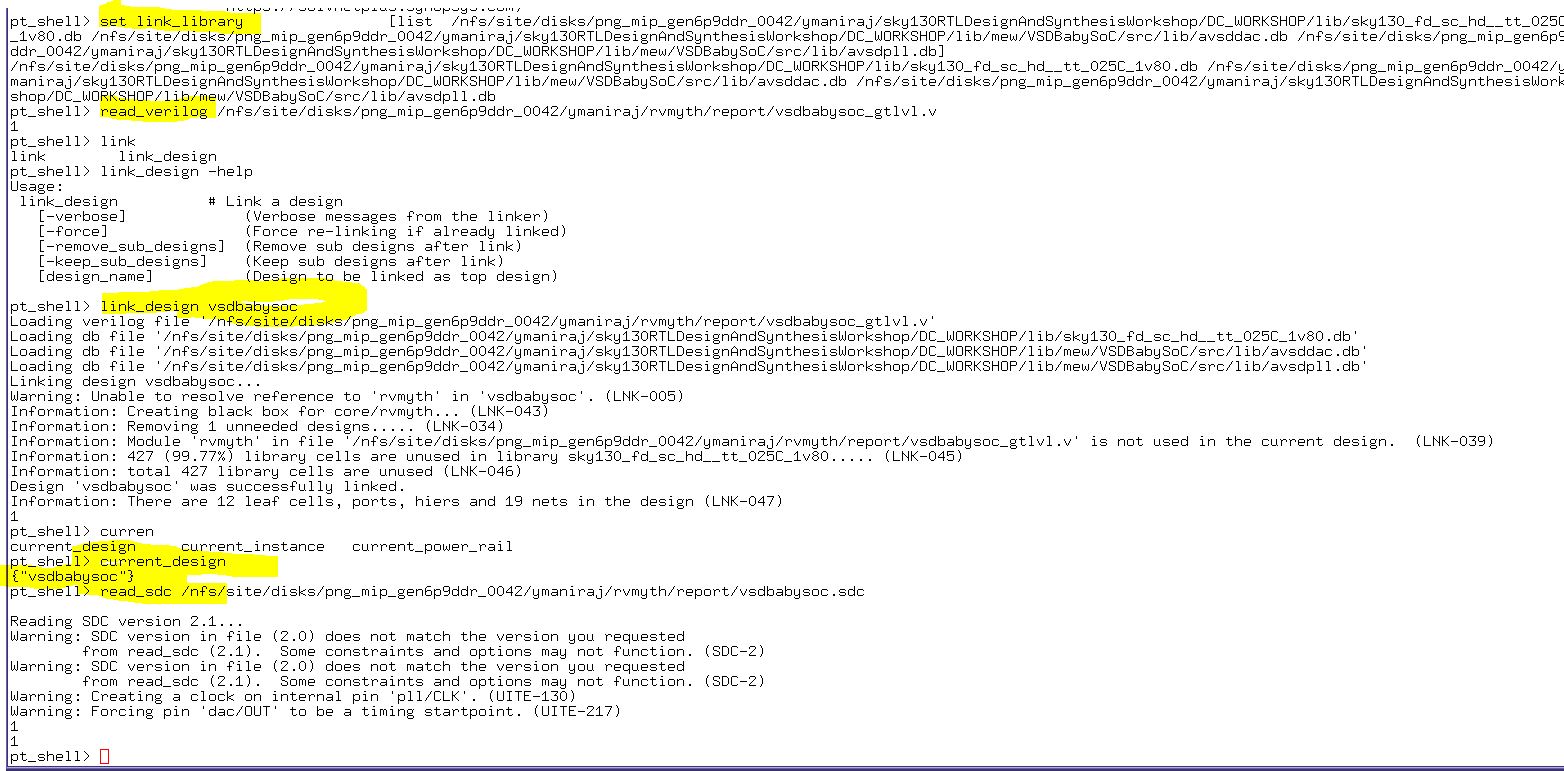 https://solvnetplus.synopsys.com/
pt_shell> set link_library [list /nfs/site/disks/png_mip_gen6p9ddr_0042/ymaniraj/sky130RTLDesignAndSynthesisWorkshop/DC_WORKSHOP/lib/sky130_fd_sc_hd__tt_025C
_1v80.db /nfs/site/disks/png_mip_gen6p9ddr_0042/ymaniraj/sky130RTLDesignAndSynthesisWorkshop/DC_WORKSHOP/lib/mew/VSDBabySoC/src/lib/avsddac.db /nfs/site/disks/png_mip_gen6p9
ddr_0042/ymaniraj/sky130RTLDesignAndSynthesisWorkshop/DC_WORKSHOP/lib/mew/VSDBabySoC/src/lib/avsdpll.db]
/nfs/site/disks/png_mip_gen6p9ddr_0042/ymaniraj/sky130RTLDesignAndSynthesisWorkshop/DC_WORKSHOP/lib/sky130_fd_sc_hd__tt_025C_1v80.db /nfs/site/disks/png_mip_gen6p9ddr_0042/y
maniraj/sky130RTLDesignAndSynthesisWorkshop/DC_WORKSHOP/lib/mew/VSDBabySoC/src/lib/avsddac.db /nfs/site/disks/png_mip_gen6p9ddr_0042/ymaniraj/sky130RTLDesignAndSynthesisWork
shop/DC_WORKSHOP/lib/mew/VSDBabySoC/src/lib/avsdpll.db
pt_shell> read_verilog /nfs/site/disks/png_mip_gen6p9ddr_0042/ymaniraj/rvmyth/report/vsdbabysoc_gtlvl.v
1
pt_shell> link
link link_design
pt_shell> link_design -help
Usage:
link_design # Link a design
[-verbose] (Verbose messages from the linker)
[-force] (Force re-linking if already linked)
[-remove_sub_designs] (Remove sub designs after link)
[-keep_sub_designs] (Keep sub designs after link)
[design_name] (Design to be linked as top design)
pt_shell> link_design vsdbabysoc
Loading verilog file '/nfs/site/disks/png_mip_gen6p9ddr_0042/ymaniraj/rvmyth/report/vsdbabysoc_gtlvl.v'
Loading db file '/nfs/site/disks/png_mip_gen6p9ddr_0042/ymaniraj/sky130RTLDesignAndSynthesisWorkshop/DC_WORKSHOP/lib/sky130_fd_sc_hd__tt_025C_1v80.db'
Loading db file '/nfs/site/disks/png_mip_gen6p9ddr_0042/ymaniraj/sky130RTLDesignAndSynthesisWorkshop/DC_WORKSHOP/lib/mew/VSDBabySoC/src/lib/avsddac.db'
Loading db file '/nfs/site/disks/png_mip_gen6p9ddr_0042/ymaniraj/sky130RTLDesignAndSynthesisWorkshop/DC_WORKSHOP/lib/mew/VSDBabySoC/src/lib/avsdpll.db'
Linking design vsdbabysoc...
Warning: Unable to resolve reference to 'rvmyth' in 'vsdbabysoc'. (LNK-005)
Information: Creating black box for core/rvmyth... (LNK-043)
Information: Removing 1 unneeded designs..... (LNK-034)
Information: Module 'rvmyth' in file '/nfs/site/disks/png_mip_gen6p9ddr_0042/ymaniraj/rvmyth/report/vsdbabysoc_gtlvl.v' is not used in the current design. (LNK-039)
Information: 427 (99.77%) library cells are unused in library sky130_fd_sc_hd__tt_025C_1v80..... (LNK-045)
Information: total 427 library cells are unused (LNK-046)
Design 'vsdbabysoc' was successfully linked.
Information: There are 12 leaf cells, ports, hiers and 19 nets in the design (LNK-047)
1
pt_shell> curren
current_design current_instance current_power_rail
pt_shell> current_design
{"vsdbabysoc"}
pt_shell> read_sdc /nfs/site/disks/png_mip_gen6p9ddr_0042/ymaniraj/rvmyth/report/vsdbabysoc.sdc
Reading SDC version 2.1...
Warning: SDC version in file (2.0) does not match the version you requested
from read_sdc (2.1). Some constraints and options may not function. (SDC-2)
Warning: SDC version in file (2.0) does not match the version you requested
from read_sdc (2.1). Some constraints and options may not function. (SDC-2)
Warning: Creating a clock on internal pin 'pll/CLK'. (UITE-130)
Warning: Forcing pin 'dac/OUT' to be a timing startpoint. (UITE-217)
1
1
pt_shell>